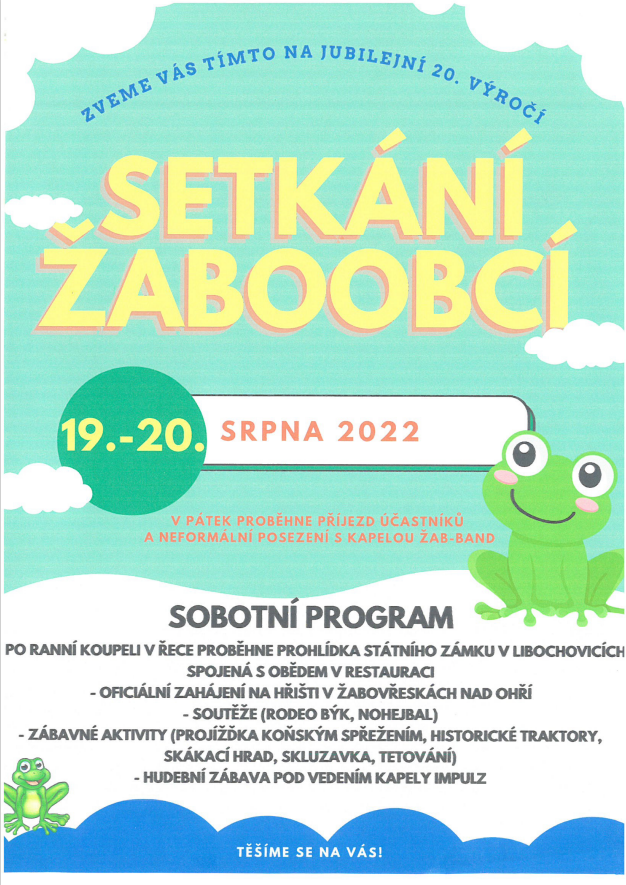 ZVEME VÁS TÍMTO NA JUBILEJNÍ 20. VÝROČÍ
SETKÁNÍ
ŽABOOBCÍ
19.-20. SRPNA 2022
V PÁTEK PROBĚHNE PŘÍJEZD ÚČASTNÍKŮ
A NEFORMÁLNÍ POSEZENÍ S KAPELOU ŽAB-BAND
SOBOTNÍ PROGRAM
PO RANNÍ KOUPELI V ŘECE PROBĚHNE PROHLÍDKA STÁTNÍHO ZÁMKU V LIBOCHOVICÍCH
SPOJENÁ S OBĚDEM V RESTAURACI
- OFICIÁLNÍ ZAHÁJENÍ NA HŘIŠTI V ŽABOVŘESKÁCH NAD OHŘÍ
- SOUTĚŽE (RODEO BÝK, NOHEJBAL)
- ZÁBAVNÉ AKTIVITY (PROJÍŽĎKA KOŇSKÝM SPŘEŽENÍM, HISTORICKÉ TRAKTORY,
SKÁKACÍ HRAD, SKLUZAVKA, TETOVÁNÍ)
- HUDEBNÍ ZÁBAVA POD VEDENÍM KAPELY IMPULZ
TĚŠÍME SE NA VÁS!